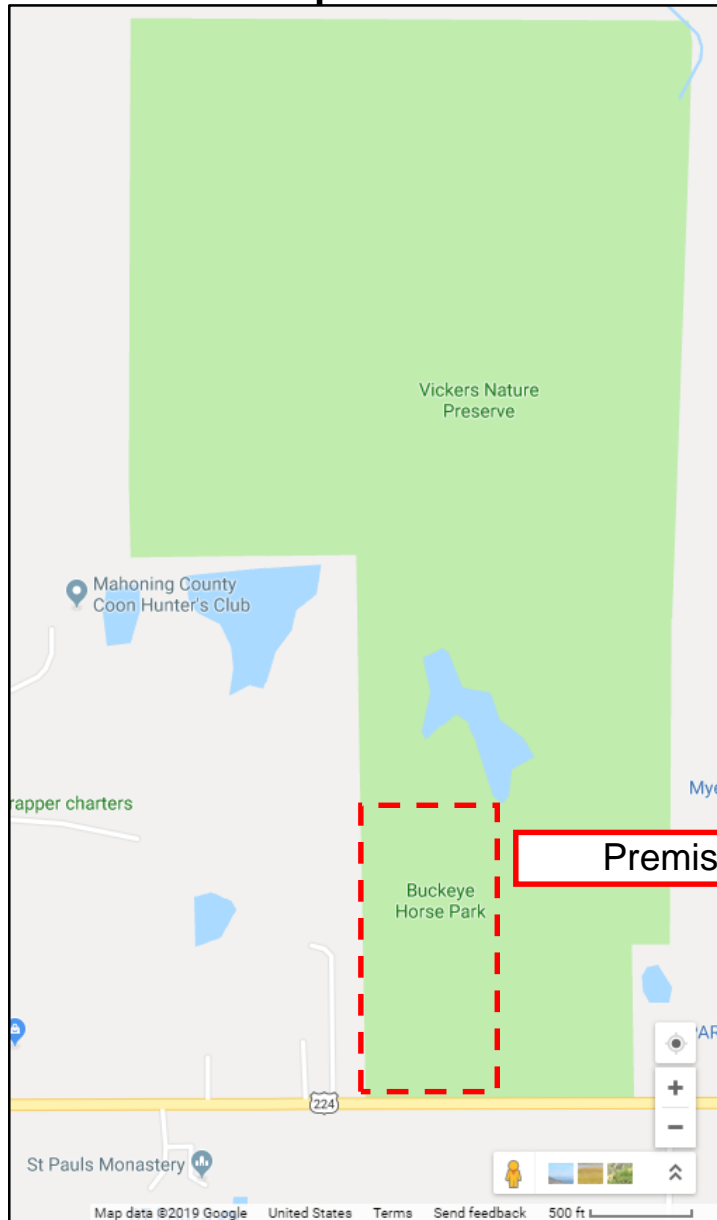 Vickers Nature
Preserve
Mahoning County
Coon Hunter's Club
rapper charters
Mye
Premis
Buckeye
Horse Park
AR
224
St Pauls Monastery
Map data ©2019 Google United States Terms Send feedback 500 ft